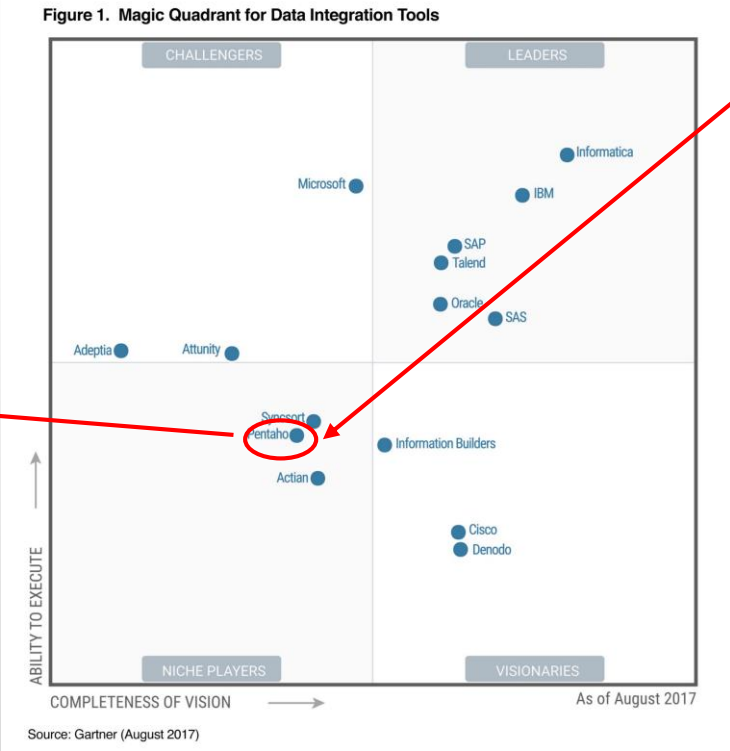 Figure 1. Magic Quadrant for Data Integration Tools
CHALLENGERS
LEADERS
Informatica
Microsoft
IBM
SAP
Talend
Oracle
SAS
Adeptia
Attunity
Syncsort
Pentaho
Information Builders
Actian
Cisco
Denodo
ABILITY TO EXECUTE
NICHE PLAYERS
VISIONARIES
COMPLETENESS OF VISION
As of August 2017
Source: Gartner (August 2017)